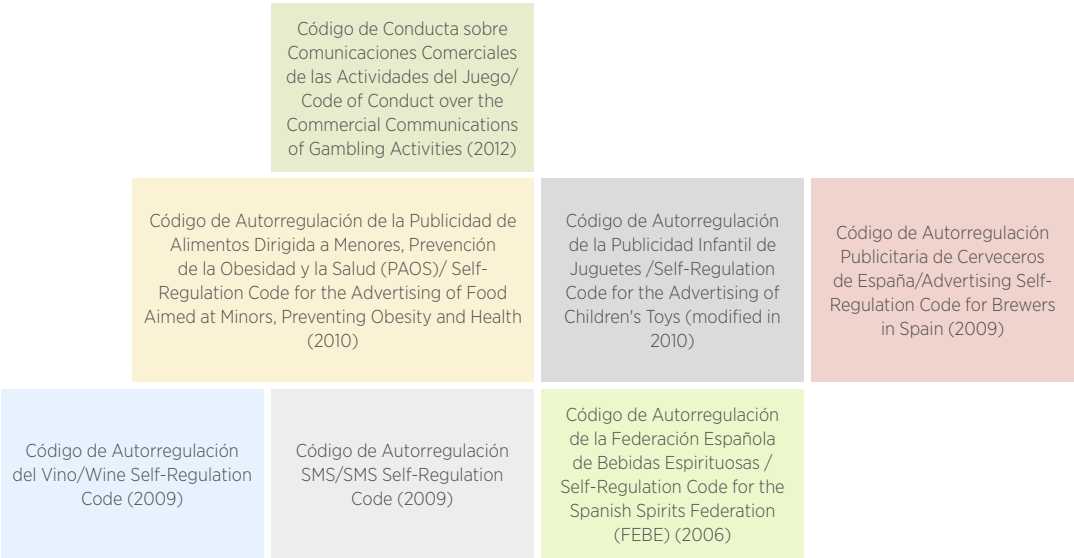 Código de Conducta sobre
Comunicaciones Comerciales
de las Actividades del Juego/
Code of Conduct over the
Commercial Communications
of Gambling Activities (2012)
Código de Autorregulación de la Publicidad de
Alimentos Dirigida a Menores, Prevención
de la Obesidad y la Salud (PAOS)/ Self-
Regulation Code for the Advertising of Food
Aimed at Minors, Preventing Obesity and Health
(2010)
Código de Autorregulación
de la Publicidad Infantil de
Juguetes /Self-Regulation
Code for the Advertising of
Children's Toys (modified in
2010)
Código de Autorregulación
Publicitaria de Cerveceros
de España/Advertising Self-
Regulation Code for Brewers
in Spain (2009)
Código de Autorregulación
del Vino/Wine Self-Regulation
Code (2009)
Código de Autorregulación
SMS/SMS Self-Regulation
Code (2009)
Código de Autorregulación
de la Federación Española
de Bebidas Espirituosas /
Self-Regulation Code for the
Spanish Spirits Federation
(FEBE) (2006)